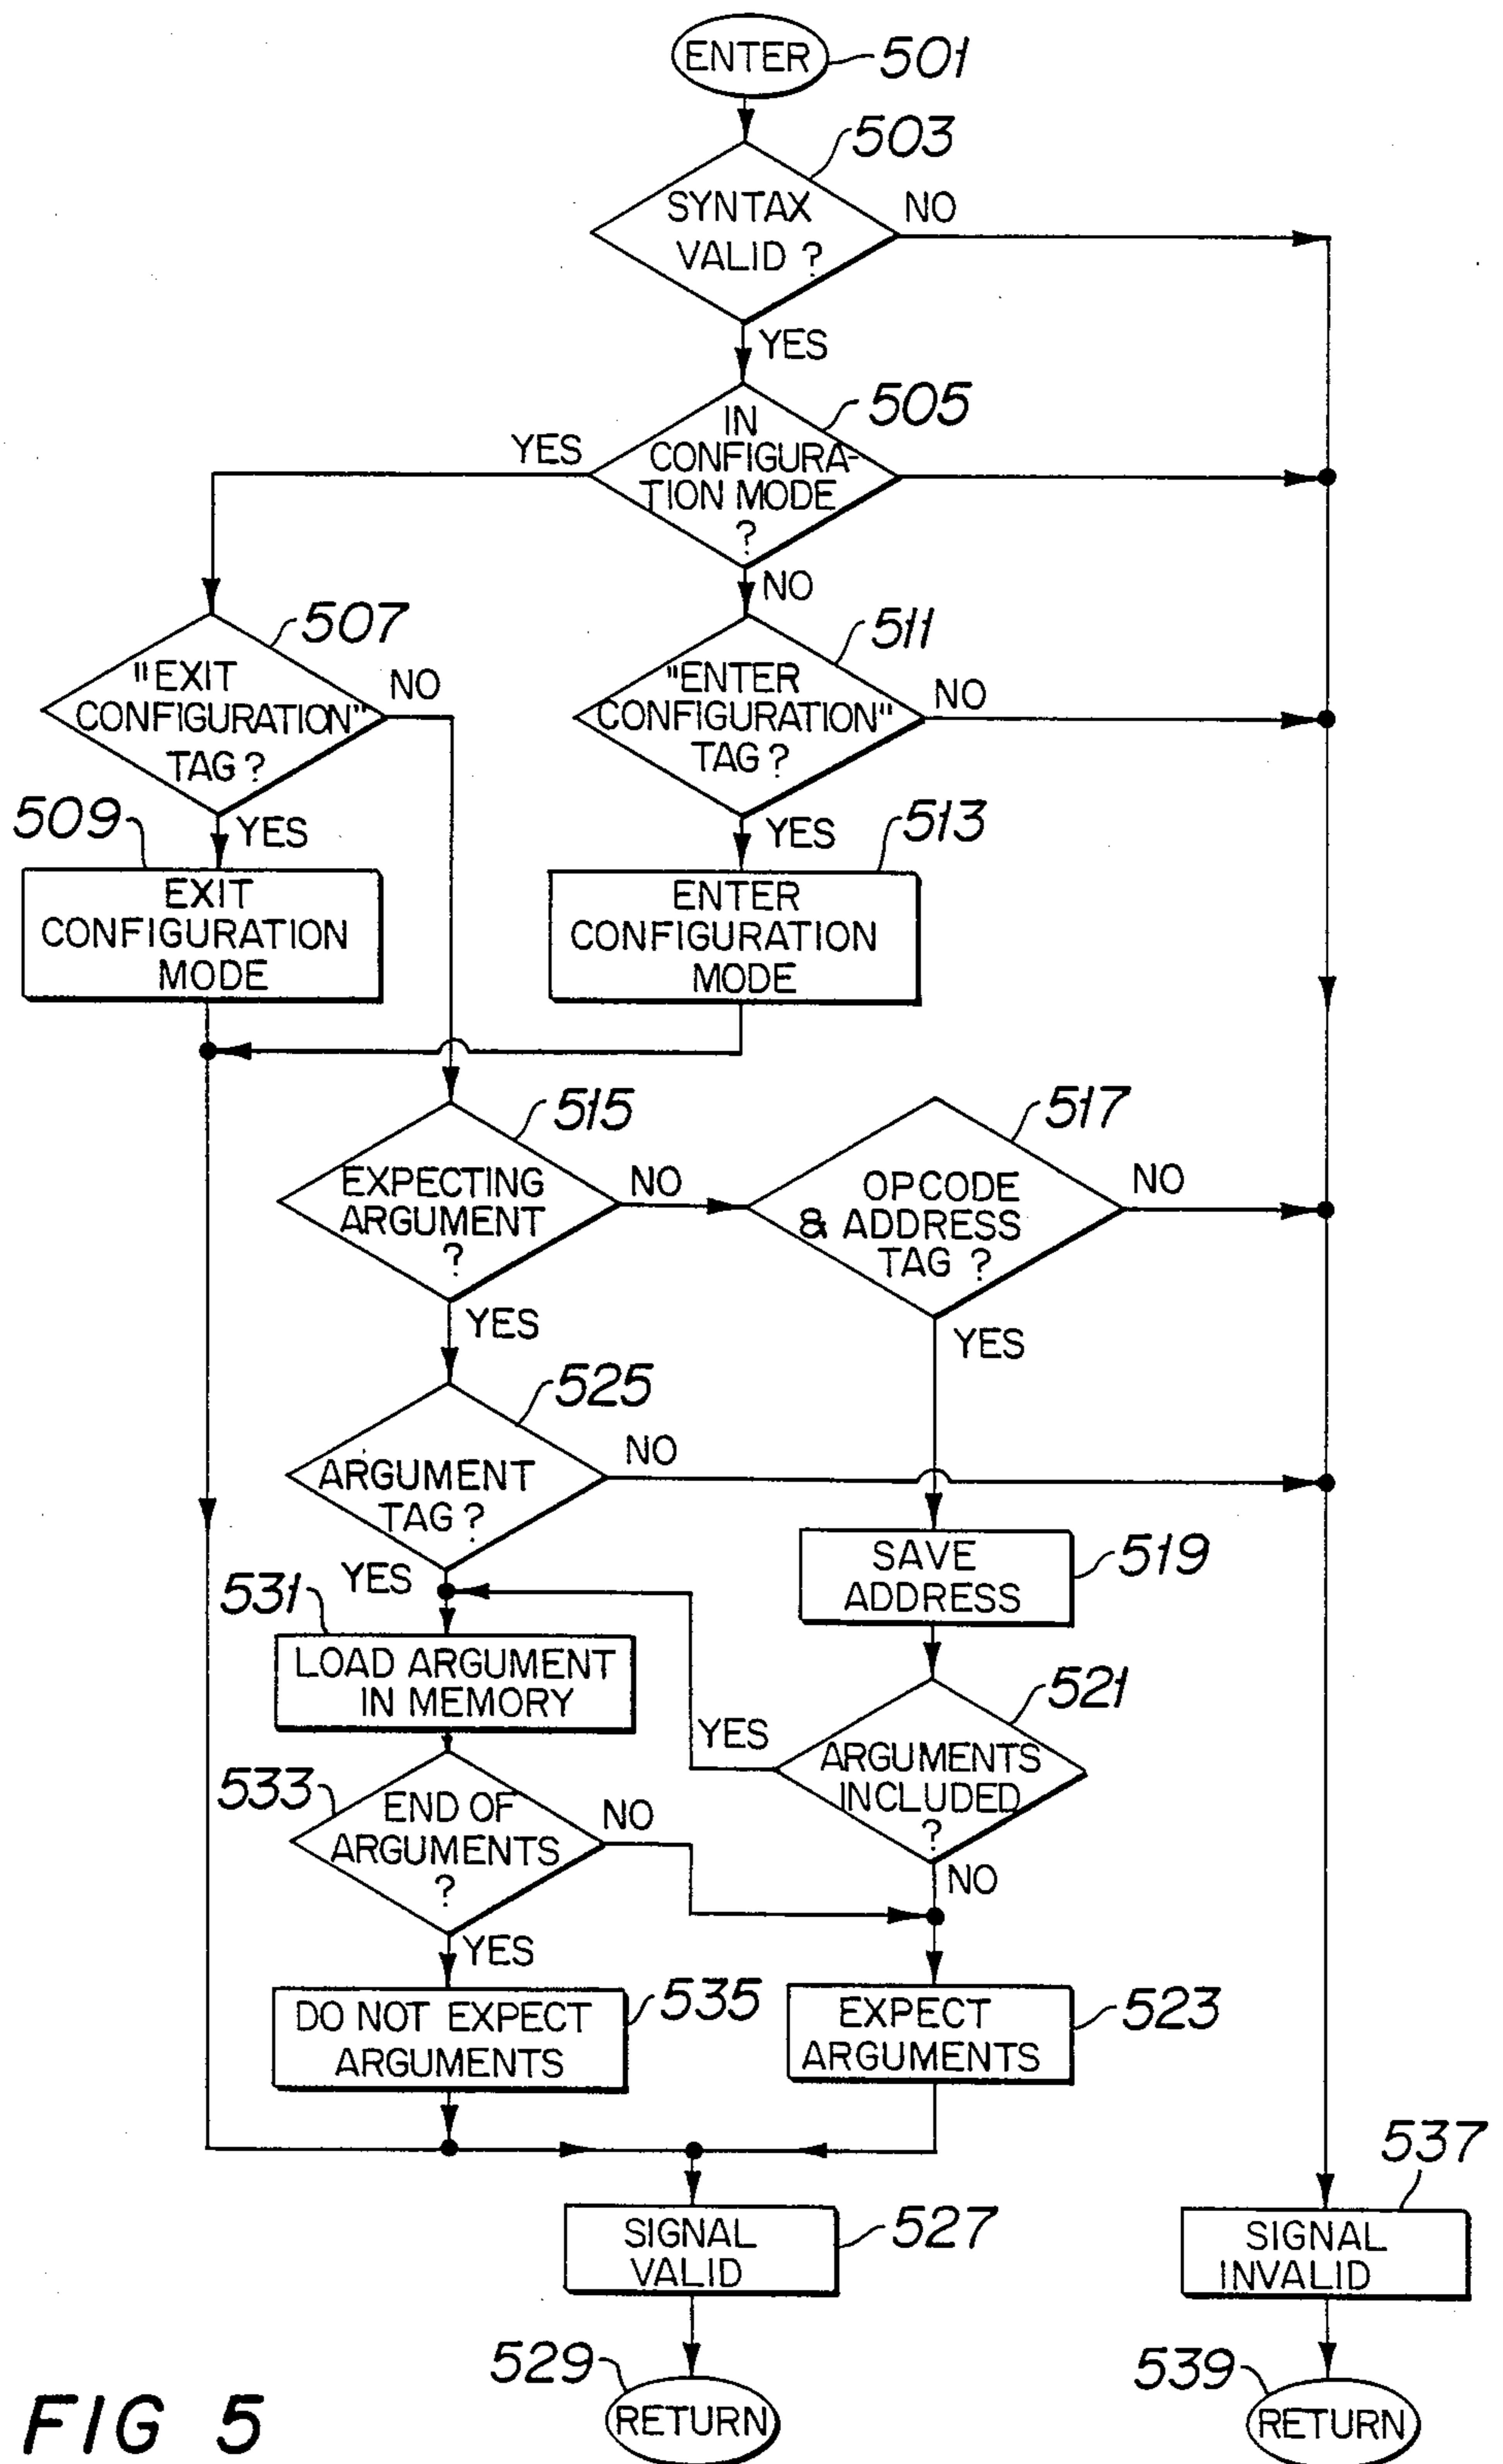 ENTER
501
503
SYNTAX
VALID ?
NO
YES
505
IN
CONFIGURA-
TION MODE
?
YES
NO
507
"EXIT
CONFIGURATION"
TAG ?
NO
511
"ENTER
CONFIGURATION"
TAG ?
NO
509
YES
YES
513
EXIT
CONFIGURATION
MODE
ENTER
CONFIGURATION
MODE
515
EXPECTING
ARGUMENT
?
NO
517
OPCODE
& ADDRESS
TAG ?
NO
YES
YES
525
ARGUMENT
TAG ?
NO
YES
SAVE
ADDRESS
519
531
LOAD ARGUMENT
IN MEMORY
521
YES
ARGUMENTS
INCLUDED
?
533
END OF
ARGUMENTS
?
NO
NO
YES
DO NOT EXPECT
ARGUMENTS
535
EXPECT
ARGUMENTS
523
537
SIGNAL
VALID
527
SIGNAL
INVALID
529
RETURN
539
RETURN
FIG 5